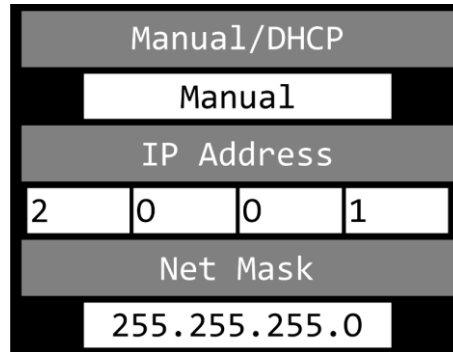 Manual/DHCP
Manual
IP Address
2 0 0 1
Net Mask
255.255.255.0